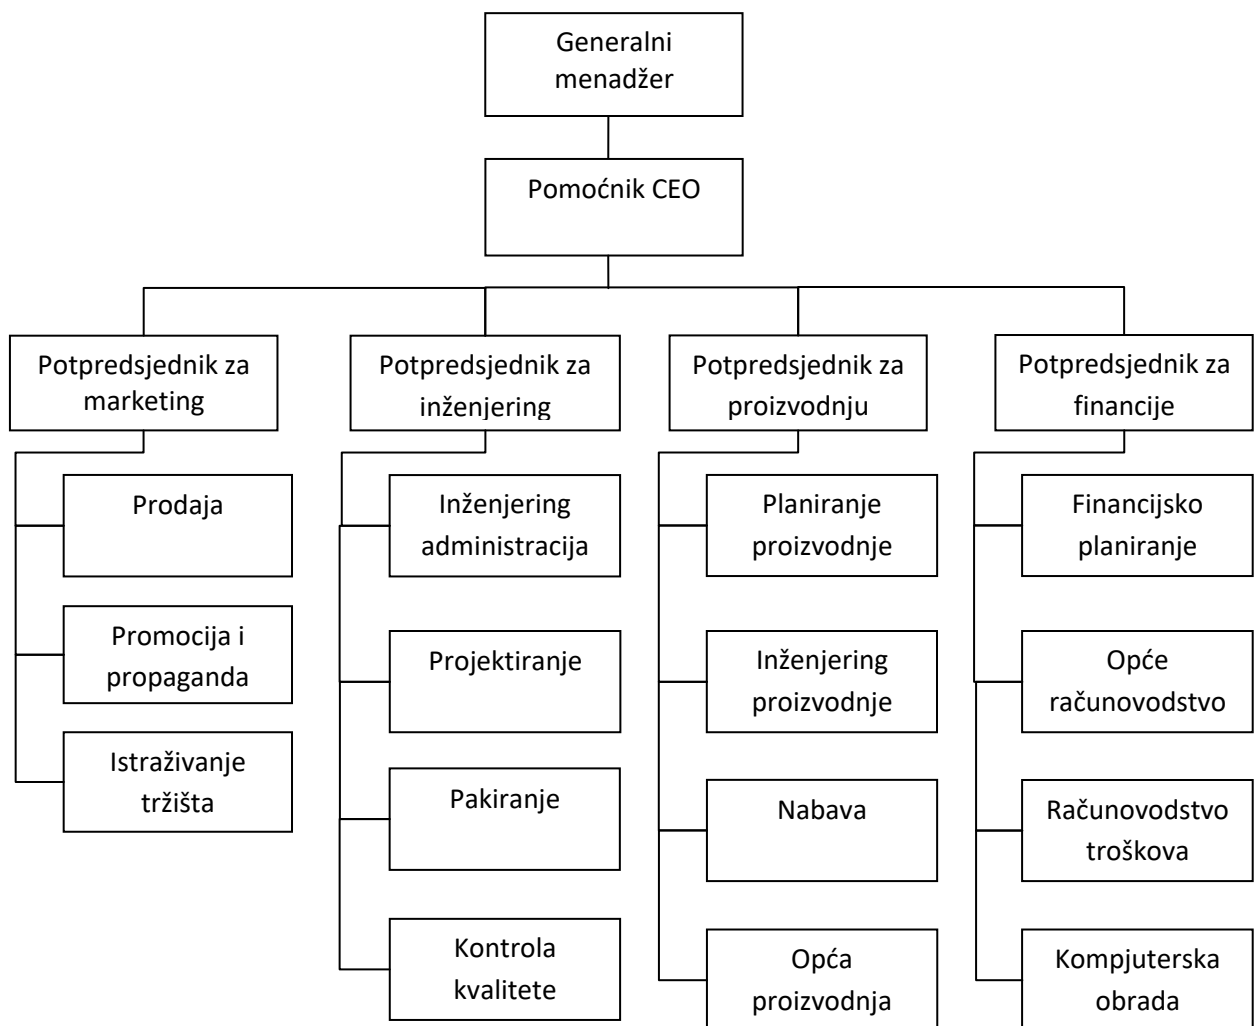 Generalni
menadžer
Pomoćnik CEO
Potpredsjednik za
marketing
Potpredsjednik za
inženjering
Potpredsjednik za
proizvodnju
Potpredsjednik za
financije
Prodaja
Promocija i
propaganda
Istraživanje
tržišta
Inženjering
administracija
Projektiranje
Pakiranje
Kontrola
kvalitete
Planiranje
proizvodnje
Inženjering
proizvodnje
Nabava
Opća
proizvodnja
Financijsko
planiranje
Opće
računovodstvo
Računovodstvo
troškova
Kompjuterska
obrada